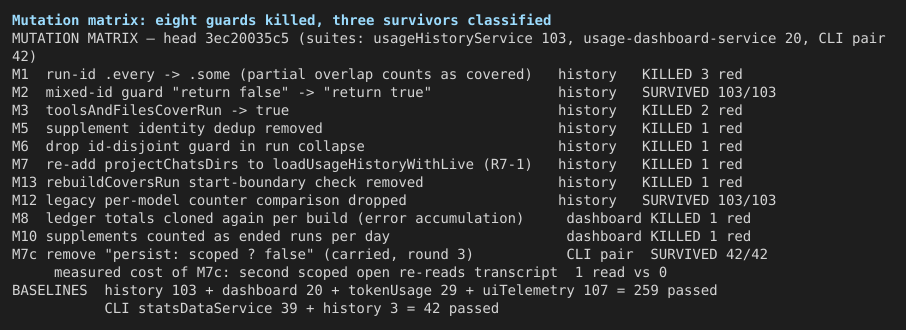 Mutation matrix: eight guards killed, three survivors classified
MUTATION MATRIX — head 3ec20035c5 (suites: usageHistoryService 103, usage-dashboard-service 20, CLI pair
42)
M1  run-id .every -> .some (partial overlap counts as covered)   history   KILLED 3 red
M2  mixed-id guard "return false" -> "return true"               history   SURVIVED 103/103
M3  toolsAndFilesCoverRun -> true                                history   KILLED 2 red
M5  supplement identity dedup removed                            history   KILLED 1 red
M6  drop id-disjoint guard in run collapse                       history   KILLED 1 red
M7  re-add projectChatsDirs to loadUsageHistoryWithLive (R7-1)   history   KILLED 1 red
M13 rebuildCoversRun start-boundary check removed                history   KILLED 1 red
M12 legacy per-model counter comparison dropped                  history   SURVIVED 103/103
M8  ledger totals cloned again per build (error accumulation)     dashboard KILLED 1 red
M10 supplements counted as ended runs per day                     dashboard KILLED 1 red
M7c remove "persist: scoped ? false" (carried, round 3)           CLI pair  SURVIVED 42/42
     measured cost of M7c: second scoped open re-reads transcript  1 read vs 0
BASELINES  history 103 + dashboard 20 + tokenUsage 29 + uiTelemetry 107 = 259 passed
           CLI statsDataService 39 + history 3 = 42 passed